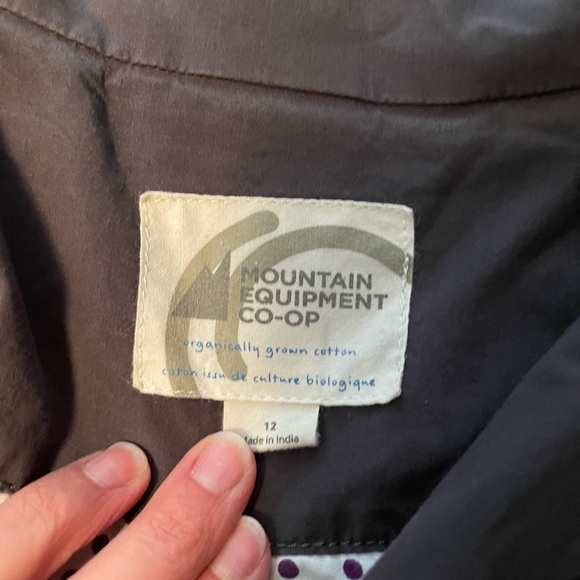 MOUNTAIN
EQUIPMENT
CO-OP
organically grown cotton
coton issu de culture biologique
12
Made in India